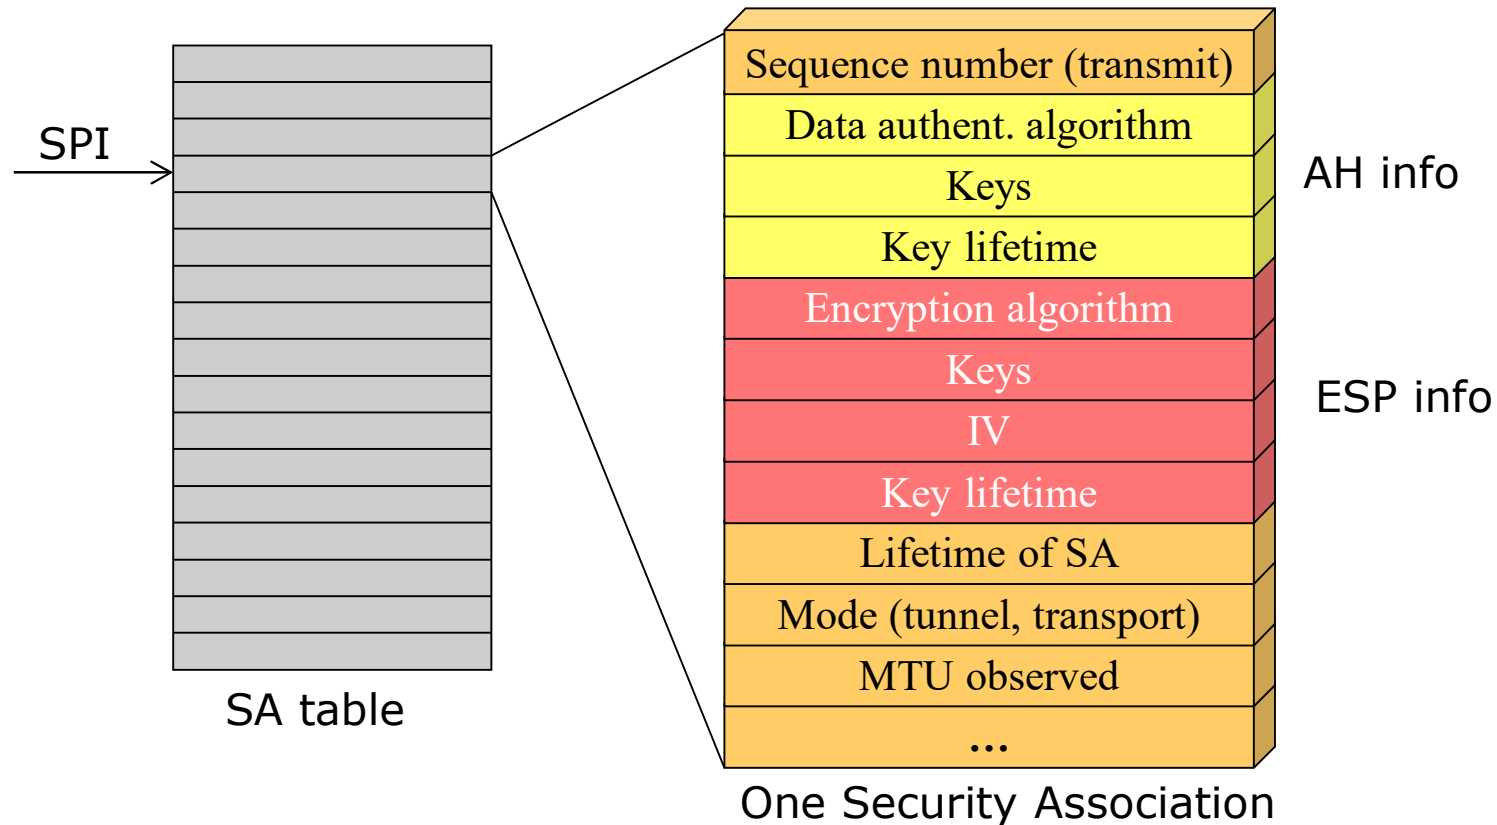 SPI
SA table
Sequence number (transmit)
Data authent. algorithm
Keys
Key lifetime
Encryption algorithm
Keys
IV
Key lifetime
Lifetime of SA
Mode (tunnel, transport)
MTU observed
...
AH info
ESP info
One Security Association